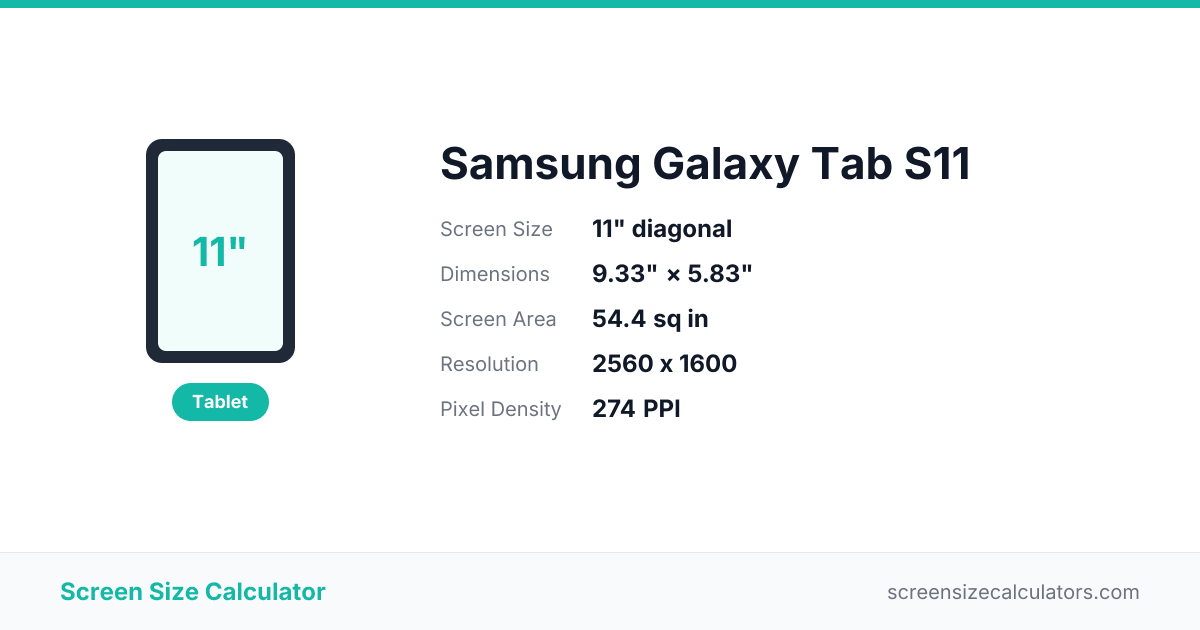 11"
Tablet
Samsung Galaxy Tab S11
Screen Size 11" diagonal
Dimensions 9.33" × 5.83"
Screen Area 54.4 sq in
Resolution 2560 x 1600
Pixel Density 274 PPI
Screen Size Calculator
screensizecalculators.com